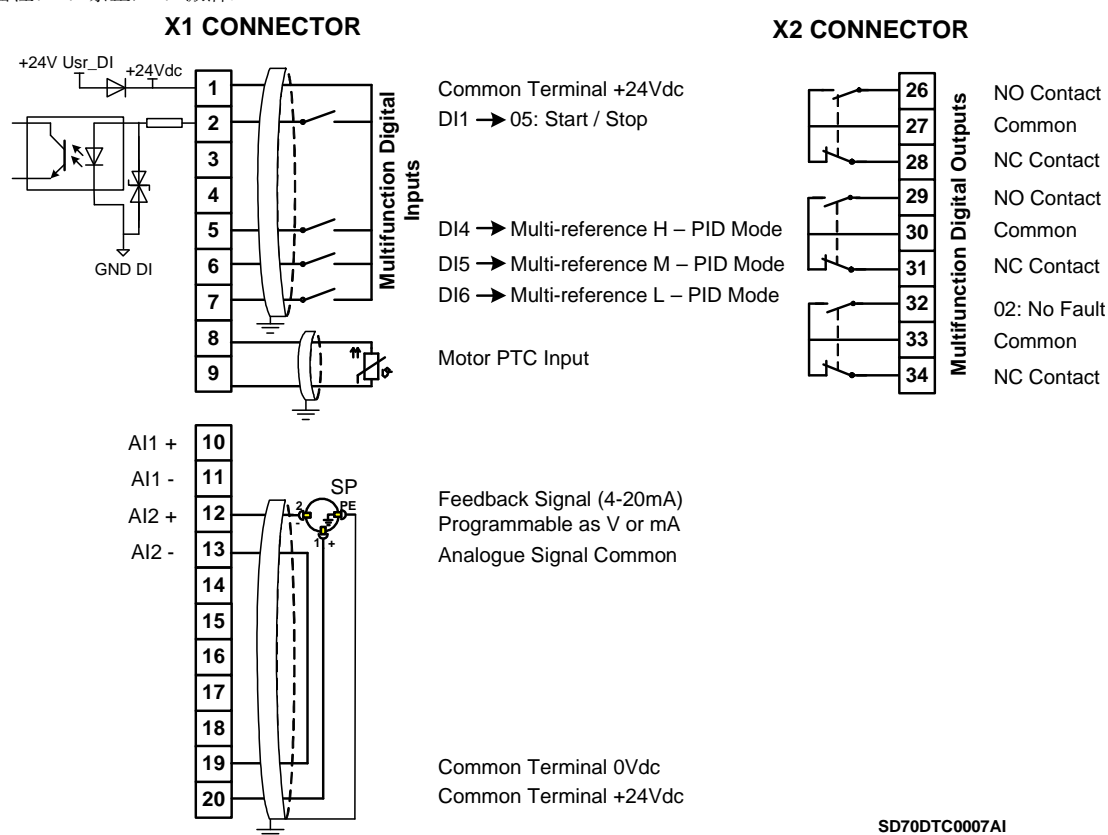 X1 CONNECTOR
X2 CONNECTOR
+24V Usr_DI
+24Vdc
GND DI
1
2
3
4
5
6
7
8
9
Multifunction Digital
Inputs
Common Terminal +24Vdc
DI1 → 05: Start / Stop
DI4 → Multi-reference H – PID Mode
DI5 → Multi-reference M – PID Mode
DI6 → Multi-reference L – PID Mode
Motor PTC Input
26 NO Contact
27 Common
28 NC Contact
29 NO Contact
30 Common
31 NC Contact
32 02: No Fault
33 Common
34 NC Contact
Multifunction Digital Outputs
AI1 + 10
AI1 - 11
AI2 + 12
AI2 - 13
14
15
16
17
18
19
20
SP
2
PE
-
1
+
Feedback Signal (4-20mA)
Programmable as V or mA
Analogue Signal Common
Common Terminal 0Vdc
Common Terminal +24Vdc
SD70DTC0007AI